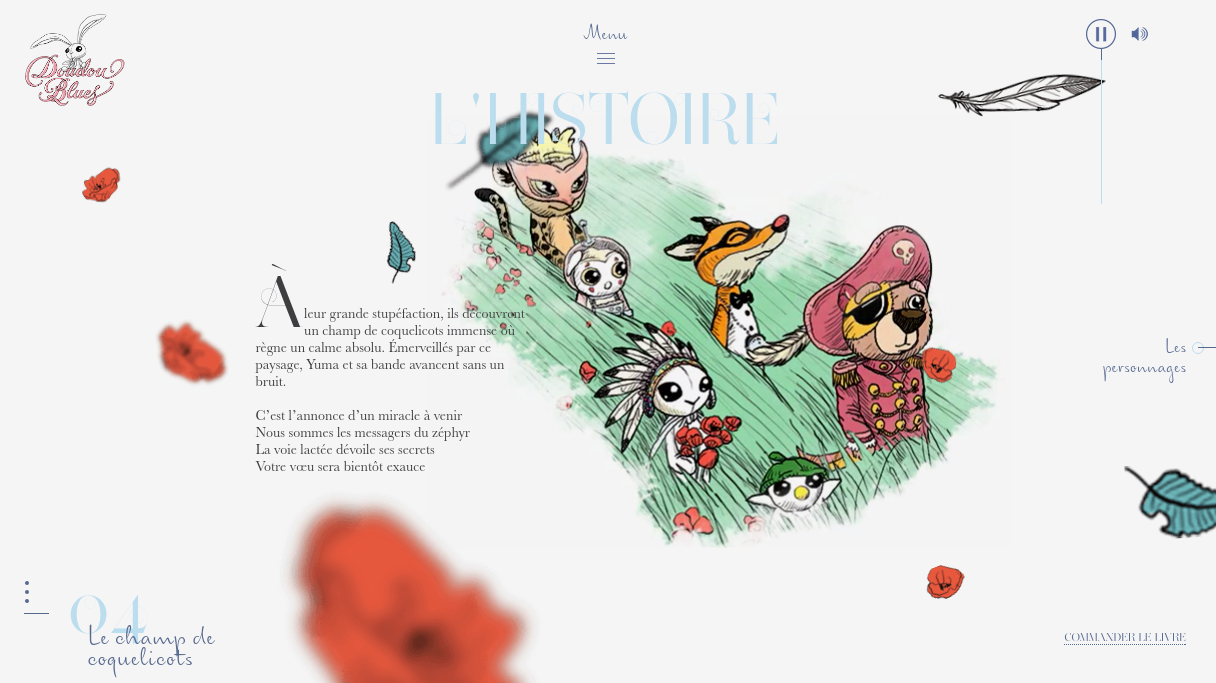 Doudou
Blues
Menu
L'HISTOIRE
À leur grande stupéfaction, ils découvront
un champ de coquelicots immense où
règne un calme absolu. Émerveillés par ce
paysage, Yuma et sa bande avancent sans un
bruit.
C’est l’annonce d’un miracle à venir
Nous sommes les messagers du zéphyr
La voie lactée dévoile ses secrets
Votre vœu sera bientôt exauce
Les
personnages
04
Le champ de
coquelicots
COMMANDER LE LIVRE